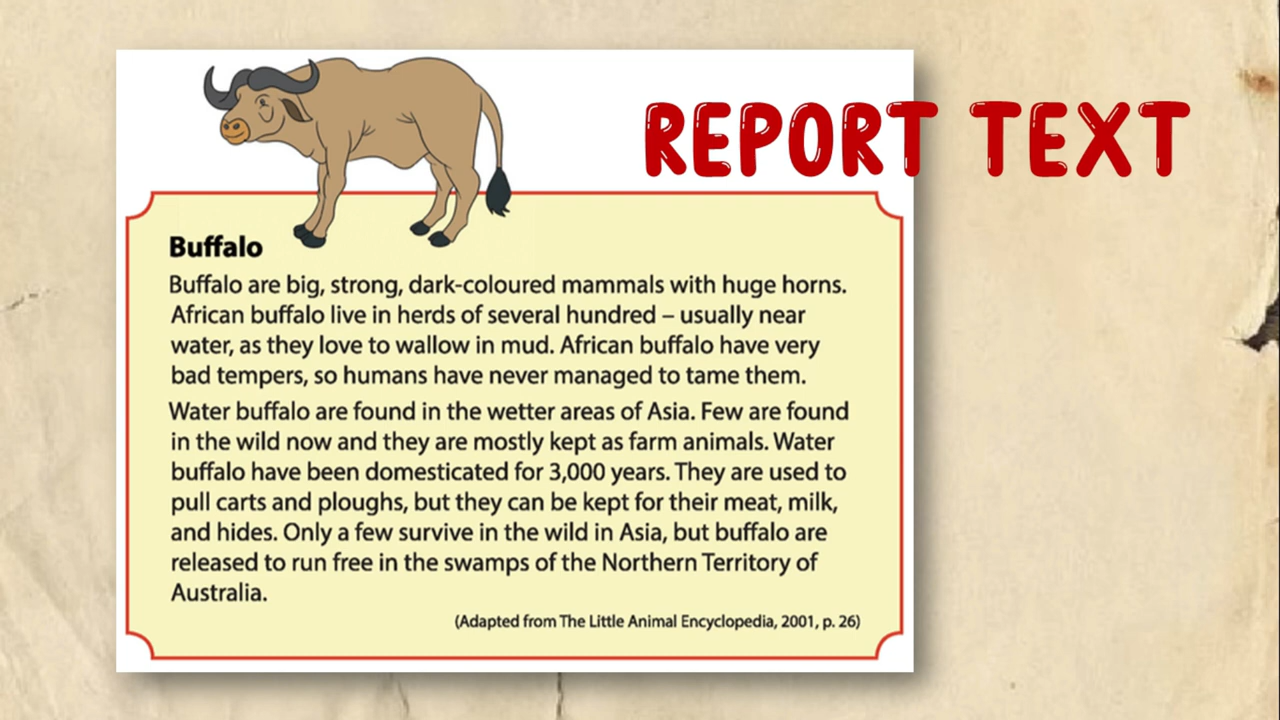 REPORT TEXT
Buffalo
Buffalo are big, strong, dark-coloured mammals with huge horns.
African buffalo live in herds of several hundred – usually near
water, as they love to wallow in mud. African buffalo have very
bad tempers, so humans have never managed to tame them.
Water buffalo are found in the wetter areas of Asia. Few are found
in the wild now and they are mostly kept as farm animals. Water
buffalo have been domesticated for 3,000 years. They are used to
pull carts and ploughs, but they can be kept for their meat, milk,
and hides. Only a few survive in the wild in Asia, but buffalo are
released to run free in the swamps of the Northern Territory of
Australia.
(Adapted from The Little Animal Encyclopedia, 2001, p. 26)